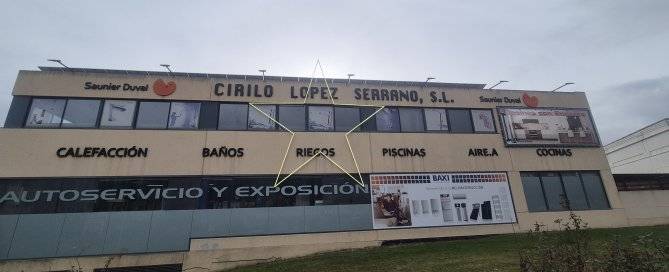 Saunier Duval
CIRILO LOPEZ SERRANO, S.L.
Saunier Duval
CALEFACCIÓN BAÑOS RIEGOS PISCINAS AIRE.A COCINAS
AUTOSERVICIO Y EXPOSICIÓN
BAXI